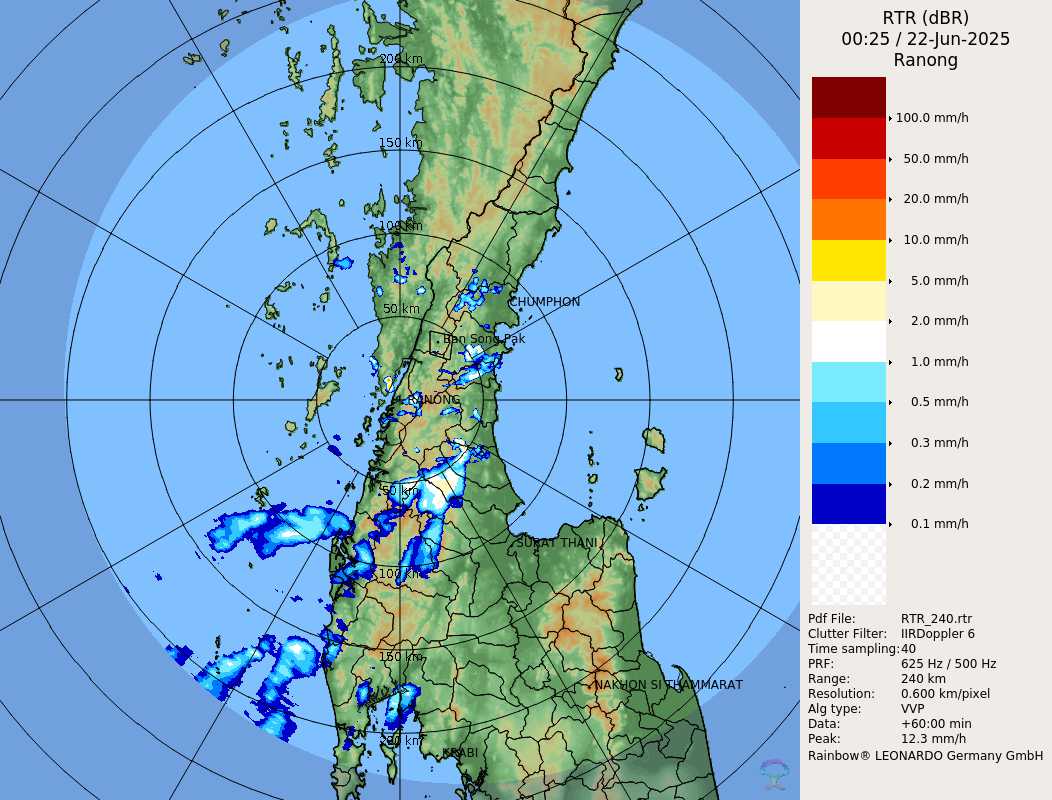 RTR (dBR)
00:25 / 22-Jun-2025
Ranong
200 km
150 km
100 km
50 km
CHUMPHON
Ban Song Pak
RANONG
50 km
SURAT THANI
100 km
150 km
NAKHON SI THAMMARAT
200 km
KRABI
100.0 mm/h
50.0 mm/h
20.0 mm/h
10.0 mm/h
5.0 mm/h
2.0 mm/h
1.0 mm/h
0.5 mm/h
0.3 mm/h
0.2 mm/h
0.1 mm/h
Pdf File: RTR_240.rtr
Clutter Filter: IIRDoppler 6
Time sampling:40
PRF: 625 Hz / 500 Hz
Range: 240 km
Resolution: 0.600 km/pixel
Alg type: VVP
Data: +60:00 min
Peak: 12.3 mm/h
Rainbow® LEONARDO Germany GmbH